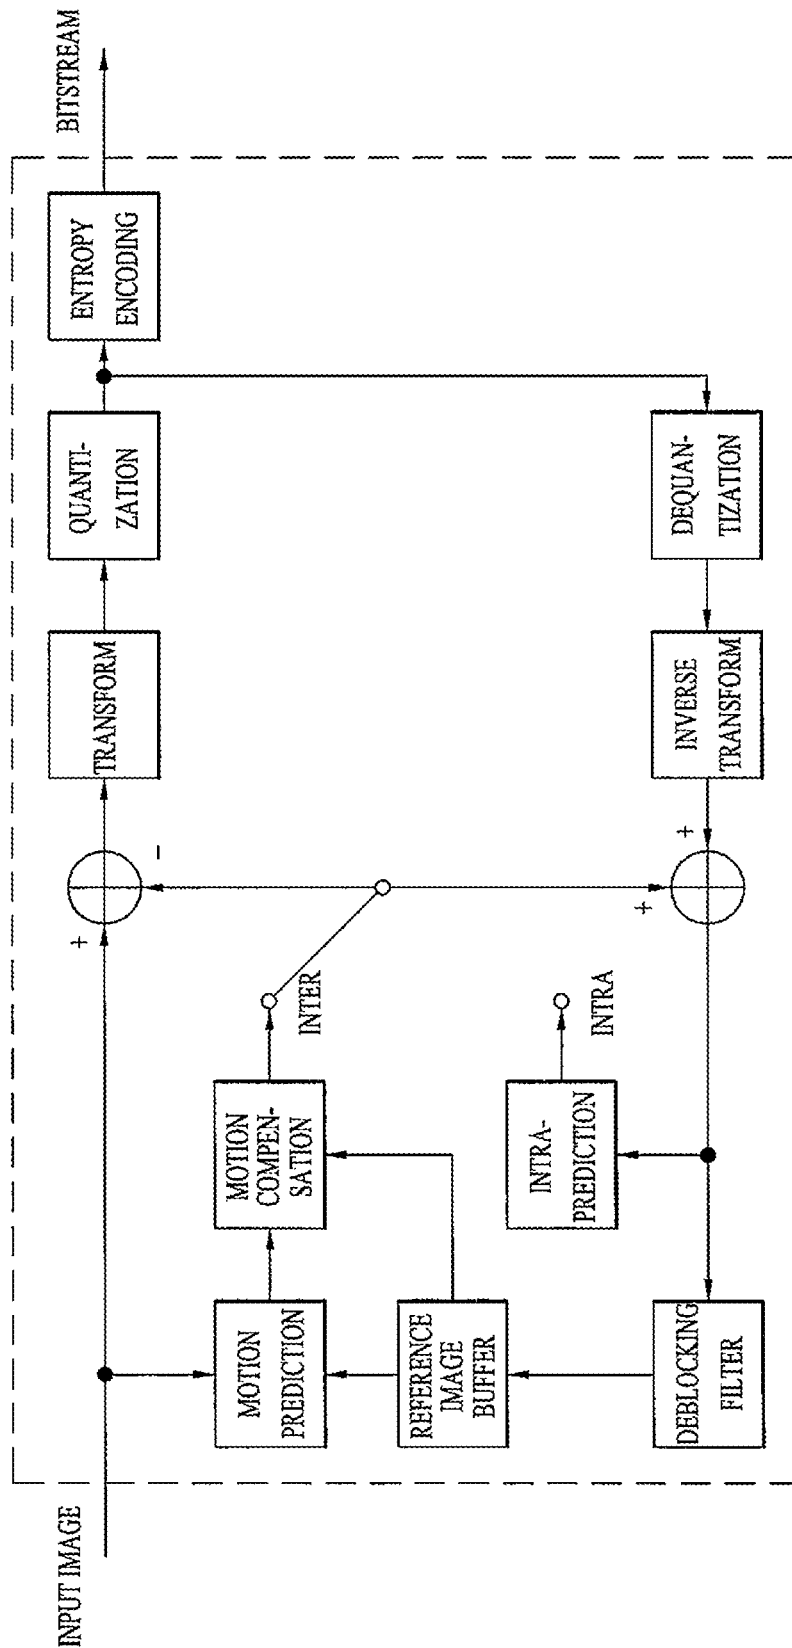 INPUT IMAGE
+
-
TRANSFORM
QUANTI-
ZATION
ENTROPY
ENCODING
BITSTREAM
MOTION
PREDICTION
MOTION
COMPEN-
SATION
INTER
REFERENCE
IMAGE
BUFFER
INTRA-
PREDICTION
INTRA
+
+
DEBLOCKING
FILTER
INVERSE
TRANSFORM
DEQUAN-
TIZATION